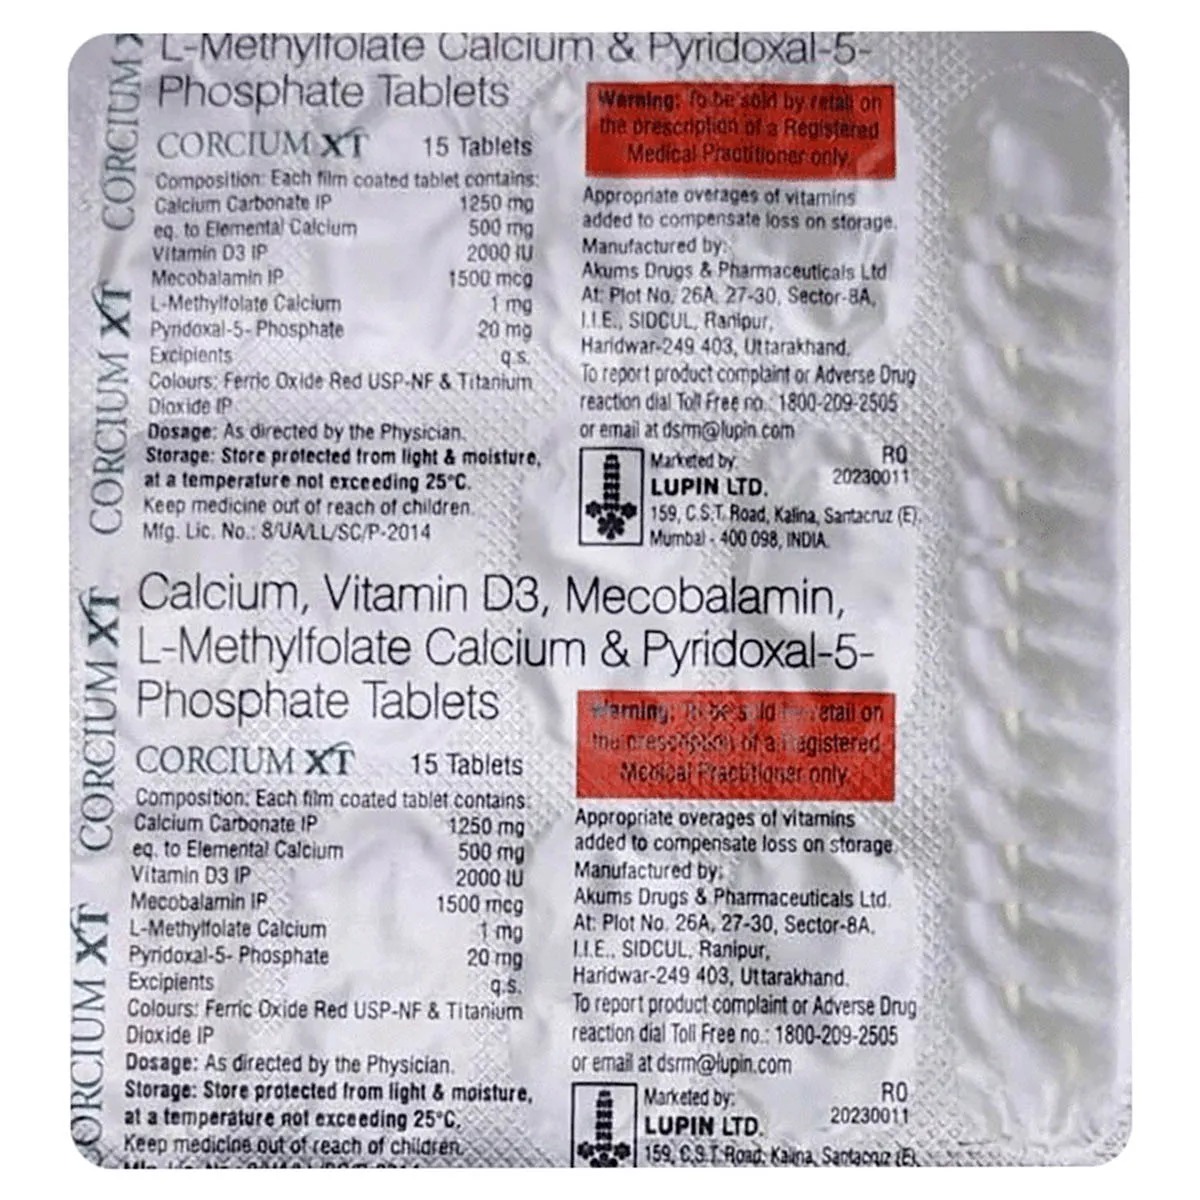 L-Methylfolate Calcium & Pyridoxal-5-
Phosphate Tablets
CORCIUM XT 15 Tablets
Composition: Each film coated tablet contains:
Calcium Carbonate IP 1250 mg
eq. to Elemental Calcium 500 mg
Vitamin D3 IP 2000 IU
Mecobalamin IP 1500 mcg
L-Methylfolate Calcium 1 mg
Pyridoxal-5- Phosphate 20 mg
Excipients q.s.
Colours: Ferric Oxide Red USP-NF & Titanium
Dioxide IP
Dosage: As directed by the Physician.
Storage: Store protected from light & moisture,
at a temperature not exceeding 25°C.
Keep medicine out of reach of children.
Mfg. Lic. No.: 8/UA/LL/SC/P-2014
Warning: To be sold by retail on
the prescription of a Registered
Medical Practitioner only.
Appropriate overages of vitamins
added to compensate loss on storage.
Manufactured by:
Akums Drugs & Pharmaceuticals Ltd
At: Plot No. 26A, 27-30, Sector-8A,
I.I.E., SIDCUL, Ranipur,
Haridwar-249 403, Uttarakhand.
To report product complaint or Adverse Drug
reaction dial Toll Free no.: 1800-209-2505
or email at dsrm@lupin.com
Marketed by: R0
LUPIN LTD. 20230011
159, C.S.T. Road, Kalina, Santacruz (E),
Mumbai - 400 098, INDIA.
Calcium, Vitamin D3, Mecobalamin,
L-Methylfolate Calcium & Pyridoxal-5-
Phosphate Tablets
CORCIUM XT 15 Tablets
Composition: Each film coated tablet contains:
Calcium Carbonate IP 1250 mg
eq. to Elemental Calcium 500 mg
Vitamin D3 IP 2000 IU
Mecobalamin IP 1500 mcg
L-Methylfolate Calcium 1 mg
Pyridoxal-5- Phosphate 20 mg
Excipients q.s.
Colours: Ferric Oxide Red USP-NF & Titanium
Dioxide IP
Dosage: As directed by the Physician.
Storage: Store protected from light & moisture,
at a temperature not exceeding 25°C.
Keep medicine out of reach of children.
Warning: To be sold by retail on
the prescription of a Registered
Medical Practitioner only.
Appropriate overages of vitamins
added to compensate loss on storage.
Manufactured by:
Akums Drugs & Pharmaceuticals Ltd.
At: Plot No. 26A, 27-30, Sector-8A,
I.I.E., SIDCUL, Ranipur,
Haridwar-249 403, Uttarakhand.
To report product complaint or Adverse Drug
reaction dial Toll Free no.: 1800-209-2505
or email at dsrm@lupin.com
Marketed by: R0
LUPIN LTD. 20230011
159, C.S.T. Road, Kalina, Santacruz (E),
CORCIUM XT
CORCIUM XT
CORCIUM XT
CORCIUM